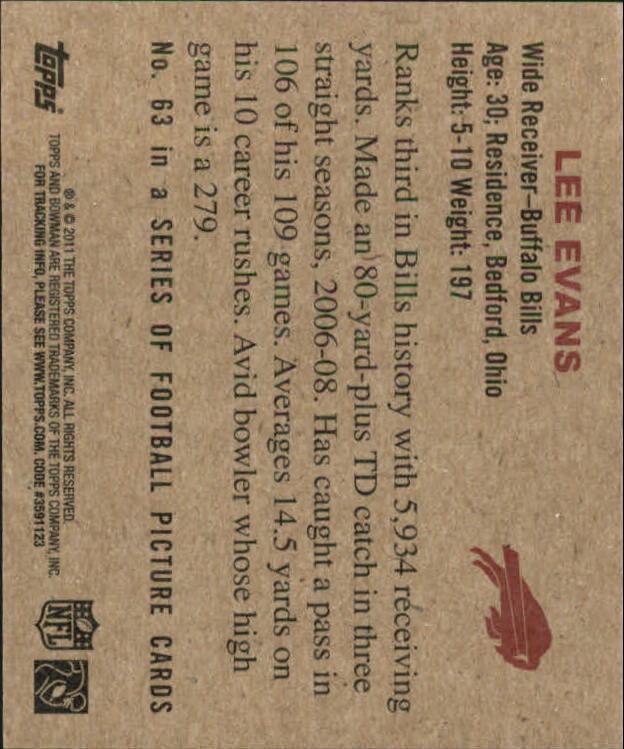 LEE EVANS
Wide Receiver–Buffalo Bills
Age: 30; Residence, Bedford, Ohio
Height: 5-10 Weight: 197
Ranks third in Bills history with 5,934 receiving
yards. Made an 80-yard-plus TD catch in three
straight seasons, 2006-08. Has caught a pass in
106 of his 109 games. Averages 14.5 yards on
his 10 career rushes. Avid bowler whose high
game is a 279.
No. 63 in a SERIES OF FOOTBALL PICTURE CARDS
topps
® & © 2011 THE TOPPS COMPANY, INC. ALL RIGHTS RESERVED.
TOPPS AND BOWMAN ARE REGISTERED TRADEMARKS OF THE TOPPS COMPANY, INC.
FOR TRACKING INFO, PLEASE SEE WWW.TOPPS.COM. CODE #3591123
NFL